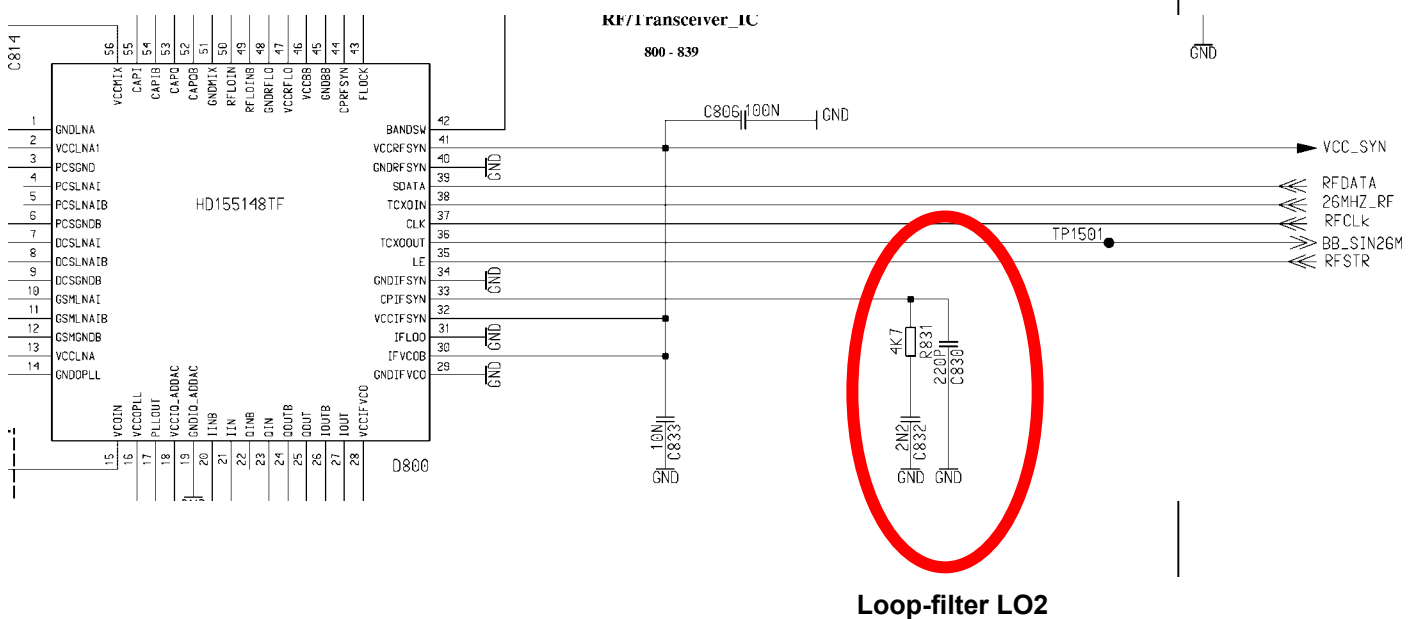 RF/Transceiver_IC
800 - 839
C814
56 55 54 53 52 51 50 49 48 47 46 45 44 43
VCCMIX CAPI CAPIB CAPQ CAPQB GNDMIX RFLOIN RFLOINB GNDRFLO VCCRFLO VCCBB GNDBB CPRFSYN FLOCK
GND
1 GNDLNA
2 VCCLNA1
3 PCSGND
4 PCSLNAI
5 PCSLNAIB
6 PCSGNDB
7 DCSLNAI
8 DCSLNAIB
9 DCSGNDB
10 GSMLNAI
11 GSMLNAIB
12 GSMGNDB
13 VCCLNA
14 GNDOPLL
HD155148TF
BANDSW 42
VCCRFSYN 41
GNDRFSYN 40 GND
SDATA 39
TCXOIN 38
CLK 37
TCXOOUT 36
LE 35
GNDIFSYN 34 GND
CPIFSYN 33
VCCIFSYN 32
IFLOO 31 GND
IFVCOB 30
GNDIFVCO 29 GND
VCOIN VCCOPLL PLLOUT VCCIQ_ADDAC GNDIQ_ADDAC IINB IIN QINB QIN QOUTB QOUT IOUTB IOUT VCCIFVCO
15 16 17 18 19 20 21 22 23 24 25 26 27 28
D800
C806 100N GND
VCC_SYN
RFDATA
26MHZ_RF
RFCLk
TP1501
BB_SIN26M
RFSTR
4K7 R831
220P C830
10N C833
2N2 C832
GND
GND GND
Loop-filter LO2